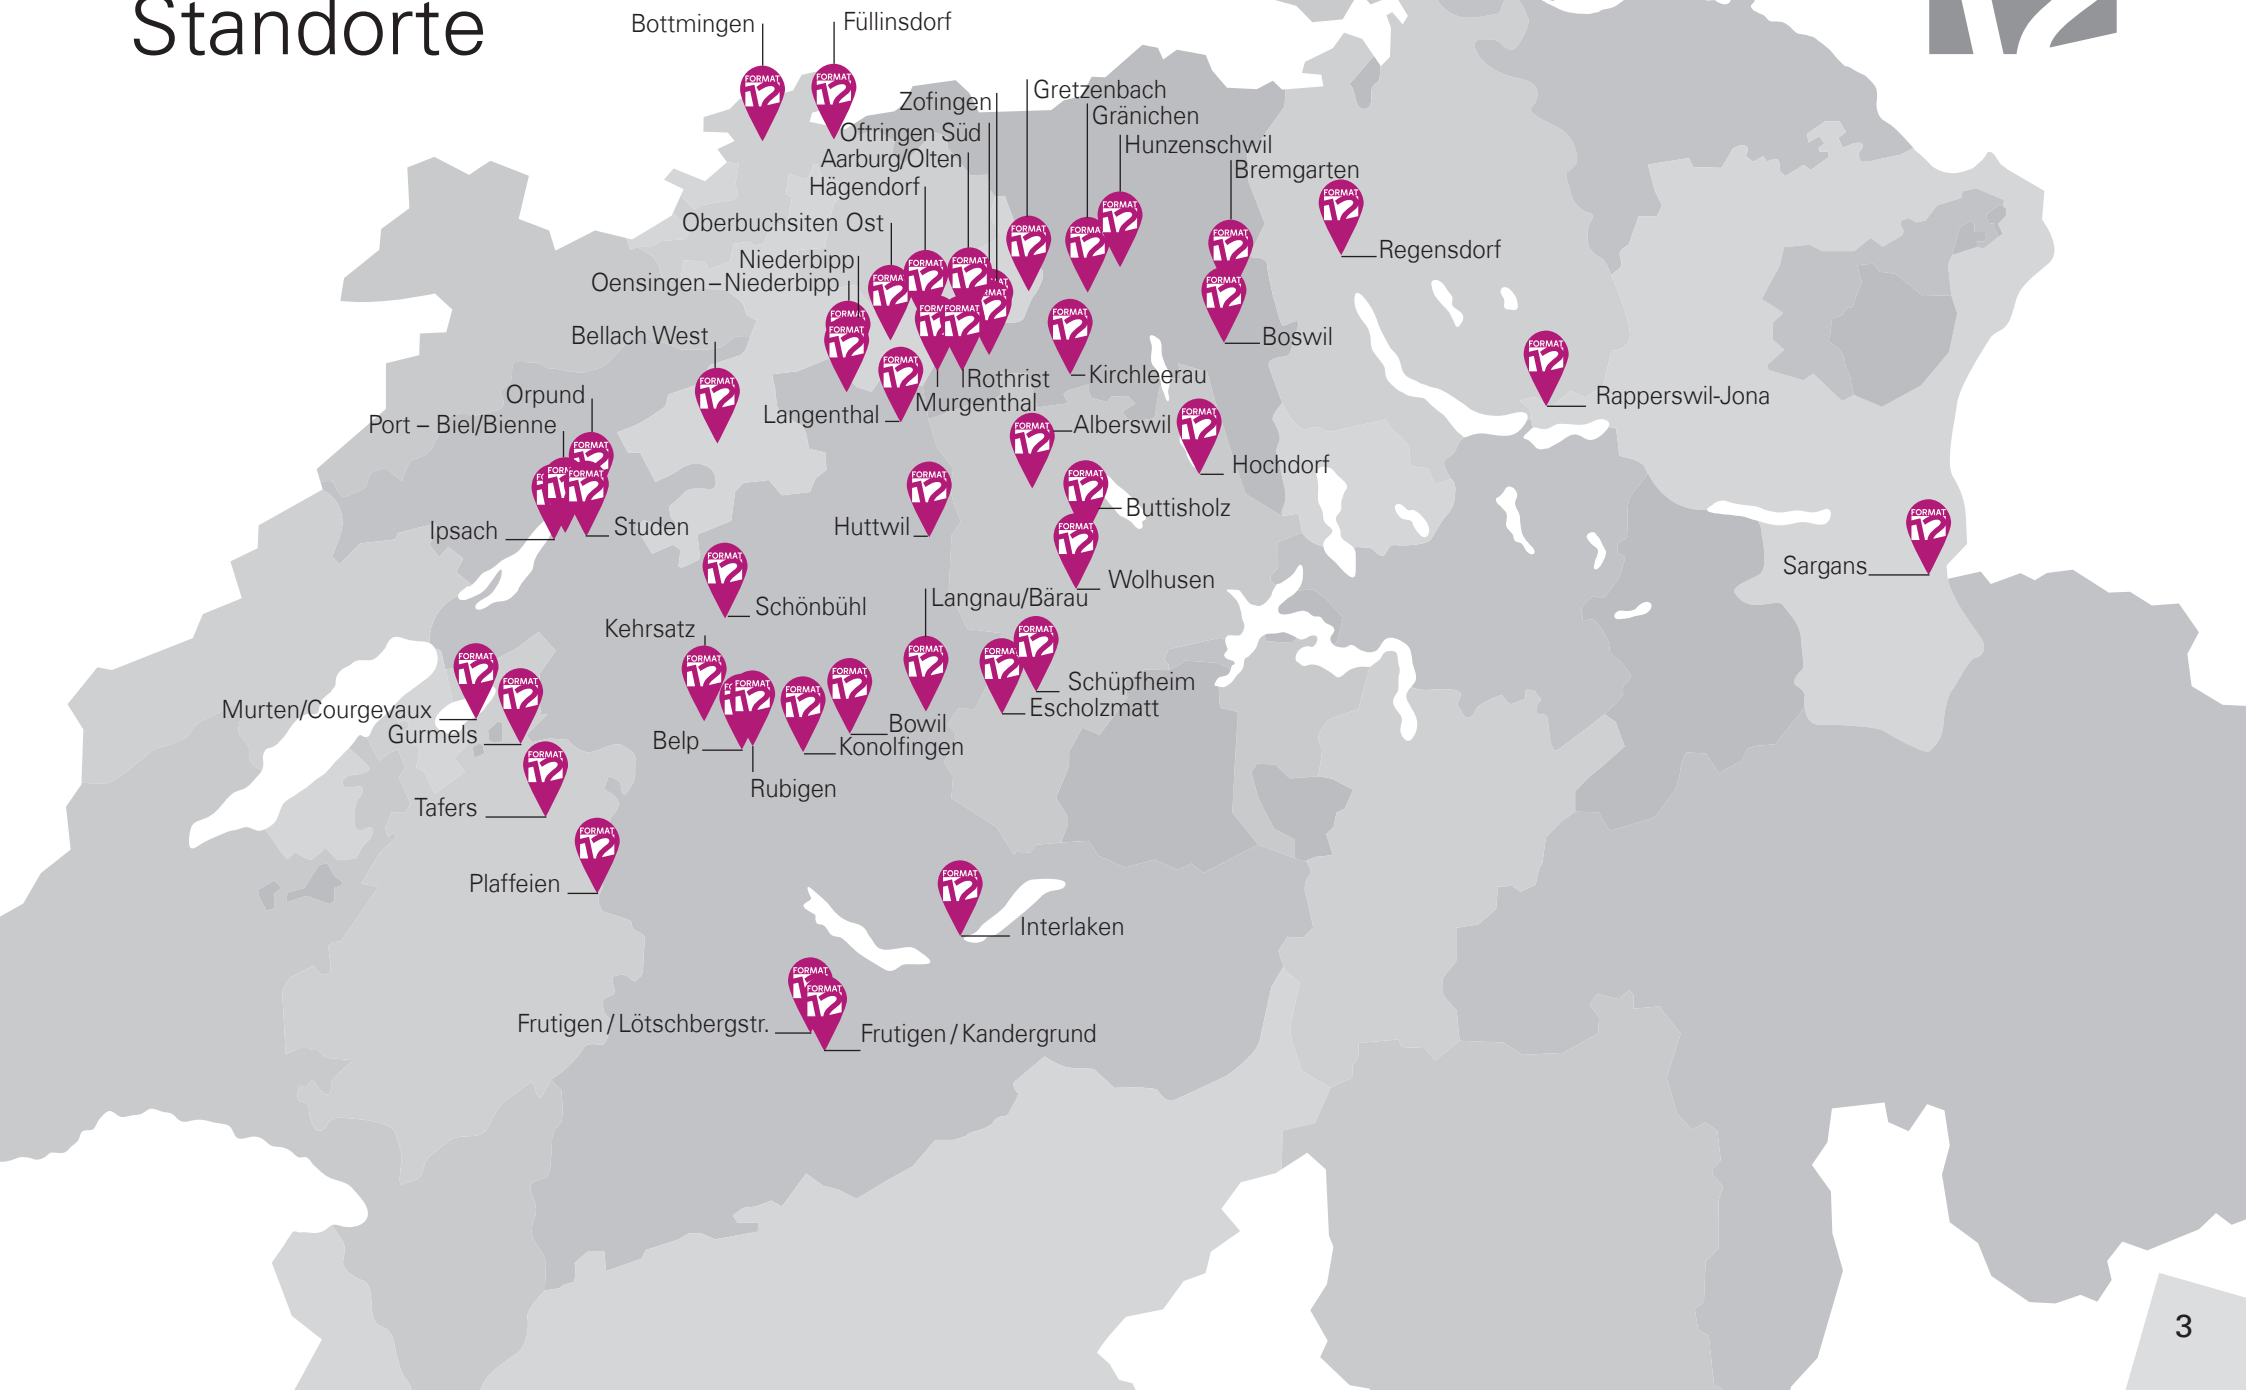 Standorte
Bottmingen
Füllinsdorf
Zofingen
Gretzenbach
Gränichen
Oftringen Süd
Hunzenschwil
Aarburg/Olten
Bremgarten
Hägendorf
Oberbuchsiten Ost
Regensdorf
Niederbipp
Oensingen–Niederbipp
Bellach West
Boswil
Kirchleerau
Rothrist
Orpund
Rapperswil-Jona
Murgenthal
Langenthal
Port – Biel/Bienne
Alberswil
Hochdorf
Buttisholz
Ipsach
Studen
Huttwil
Sargans
Wolhusen
Langnau/Bärau
Schönbühl
Kehrsatz
Schüpfheim
Escholzmatt
Murten/Courgevaux
Gurmels
Bowil
Belp
Konolfingen
Rubigen
Tafers
Plaffeien
Interlaken
Frutigen / Lötschbergstr.
Frutigen / Kandergrund
FORMAT
12
3